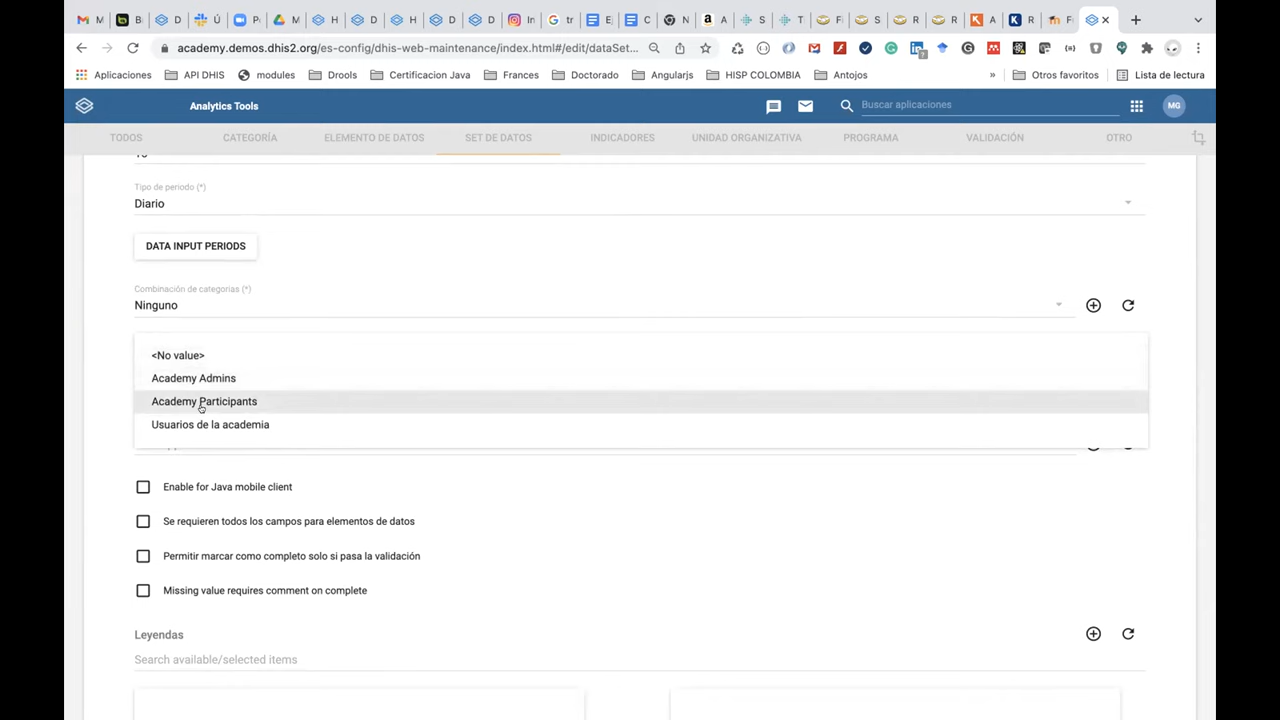 M
D
B
Ú
P
M
H
D
H
D
D
In
tr
E
C
N
A
S
T
Fi
S
R
R
A
R
F
academy.demos.dhis2.org/es-config/dhis-web-maintenance/index.html#/edit/dataSet...
Aplicaciones
API DHIS
modules
Drools
Certificacion Java
Frances
Doctorado
Angularjs
HISP COLOMBIA
Antojos
»
Otros favoritos
Lista de lectura
Analytics Tools
Buscar aplicaciones
MG
TODOS
CATEGORÍA
ELEMENTO DE DATOS
SET DE DATOS
INDICADORES
UNIDAD ORGANIZATIVA
PROGRAMA
VALIDACIÓN
OTRO
Tipo de periodo (*)
Diario
DATA INPUT PERIODS
Combinación de categorías (*)
Ninguno
<No value>
Academy Admins
Academy Participants
Usuarios de la academia
Enable for Java mobile client
Se requieren todos los campos para elementos de datos
Permitir marcar como completo solo si pasa la validación
Missing value requires comment on complete
Leyendas
Search available/selected items